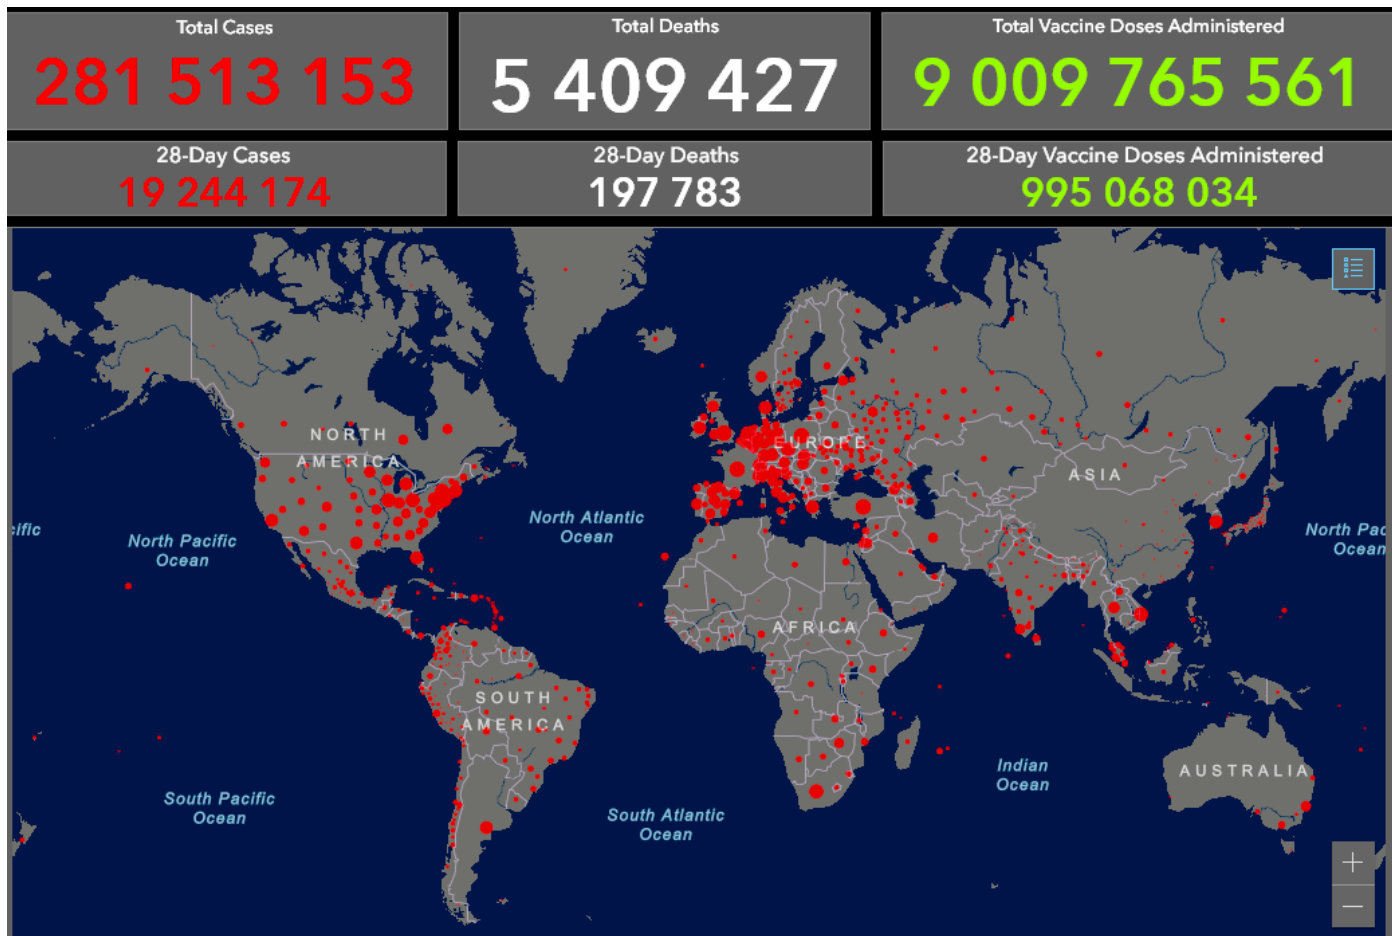 Total Cases
281 513 153
Total Deaths
5 409 427
Total Vaccine Doses Administered
9 009 765 561
28-Day Cases
19 244 174
28-Day Deaths
197 783
28-Day Vaccine Doses Administered
995 068 034
NORTH
AMERICA
EUROPE
ASIA
cific
North Pacific
Ocean
North Atlantic
Ocean
North Pac
Ocean
AFRICA
SOUTH
AMERICA
Indian
Ocean
AUSTRALIA
South Pacific
Ocean
South Atlantic
Ocean
+
−